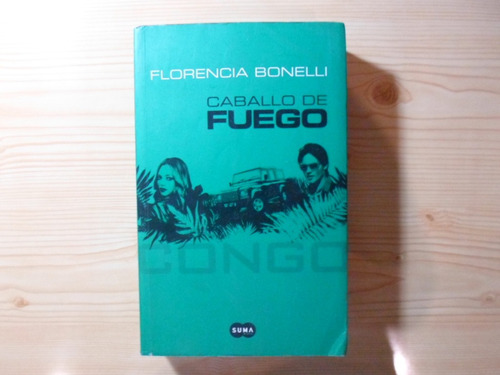 FLORENCIA BONELLI
CABALLO DE
FUEGO
CONGO
SUMA